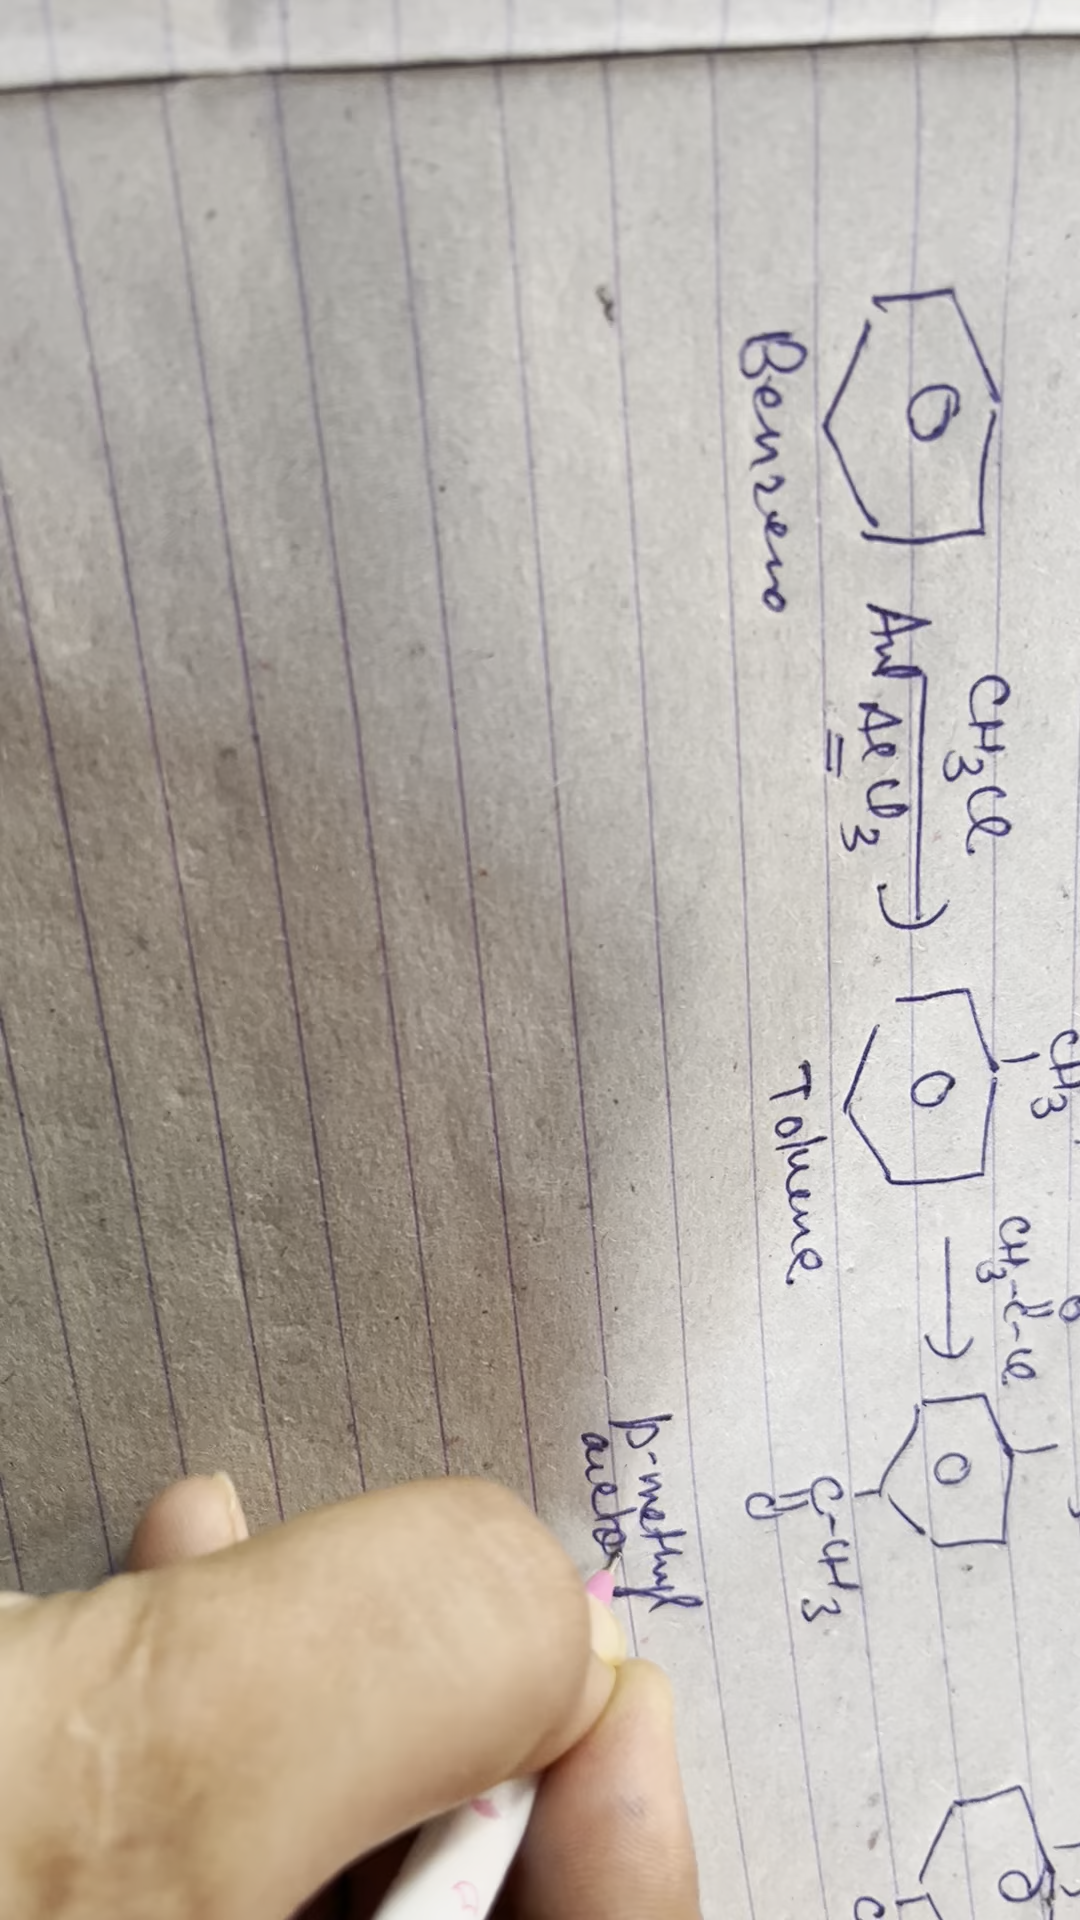 CH3Cl
Anh AlCl3
Benzene
CH3
Toluene
O
CH3-C-Cl
C-CH3
O
p-methyl
aceto